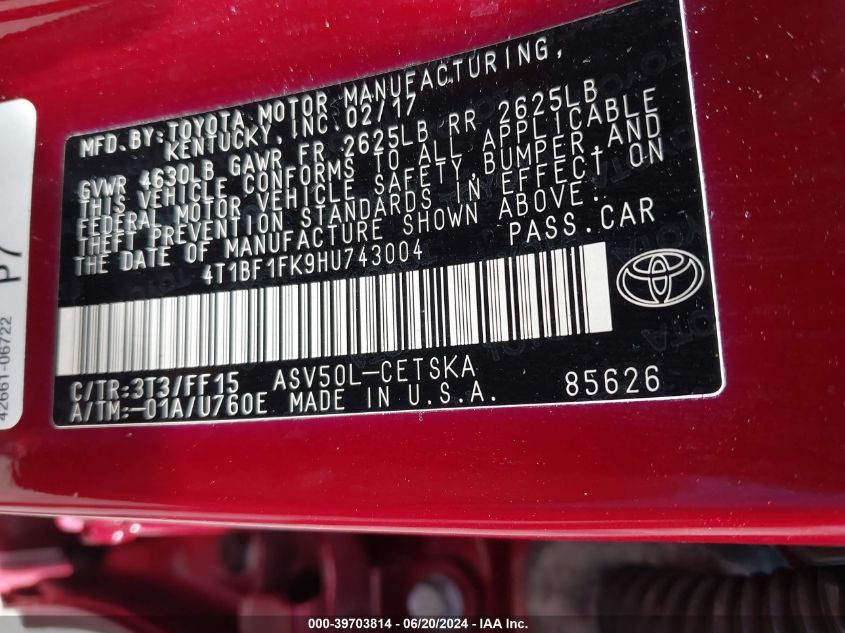 MFD. BY: TOYOTA MOTOR MANUFACTURING,
KENTUCKY, INC. 02/17
GVWR 4630LB GAWR FR 2625LB RR 2625LB
THIS VEHICLE CONFORMS TO ALL APPLICABLE
FEDERAL MOTOR VEHICLE SAFETY, BUMPER, AND
THEFT PREVENTION STANDARDS IN EFFECT ON
THE DATE OF MANUFACTURE SHOWN ABOVE.
4T1BF1FK9HU743004 PASS. CAR
C/TR:3T3/FF15 ASV50L-CETSKA
A/TM:-01A/U760E MADE IN U.S.A. 85626
P7
42661-06722
000-39703814 - 06/20/2024 - IAAI.com